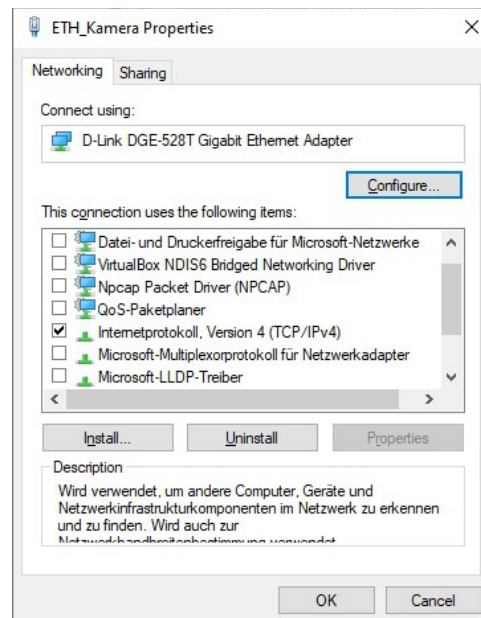 ETH_Kamera Properties
Networking
Sharing
Connect using:
D-Link DGE-528T Gigabit Ethernet Adapter
Configure...
This connection uses the following items:
Datei- und Druckerfreigabe für Microsoft-Netzwerke
VirtualBox NDIS6 Bridged Networking Driver
Npcap Packet Driver (NPCAP)
QoS-Paketplaner
Internetprotokoll, Version 4 (TCP/IPv4)
Microsoft-Multiplexorprotokoll für Netzwerkadapter
Microsoft-LLDP-Treiber
Install...
Uninstall
Properties
Description
Wird verwendet, um andere Computer, Geräte und
Netzwerkinfrastrukturkomponenten im Netzwerk zu erkennen
und zu finden. Wird auch zur
Netzwerkbandbreitenbestimmung verwendet.
OK
Cancel